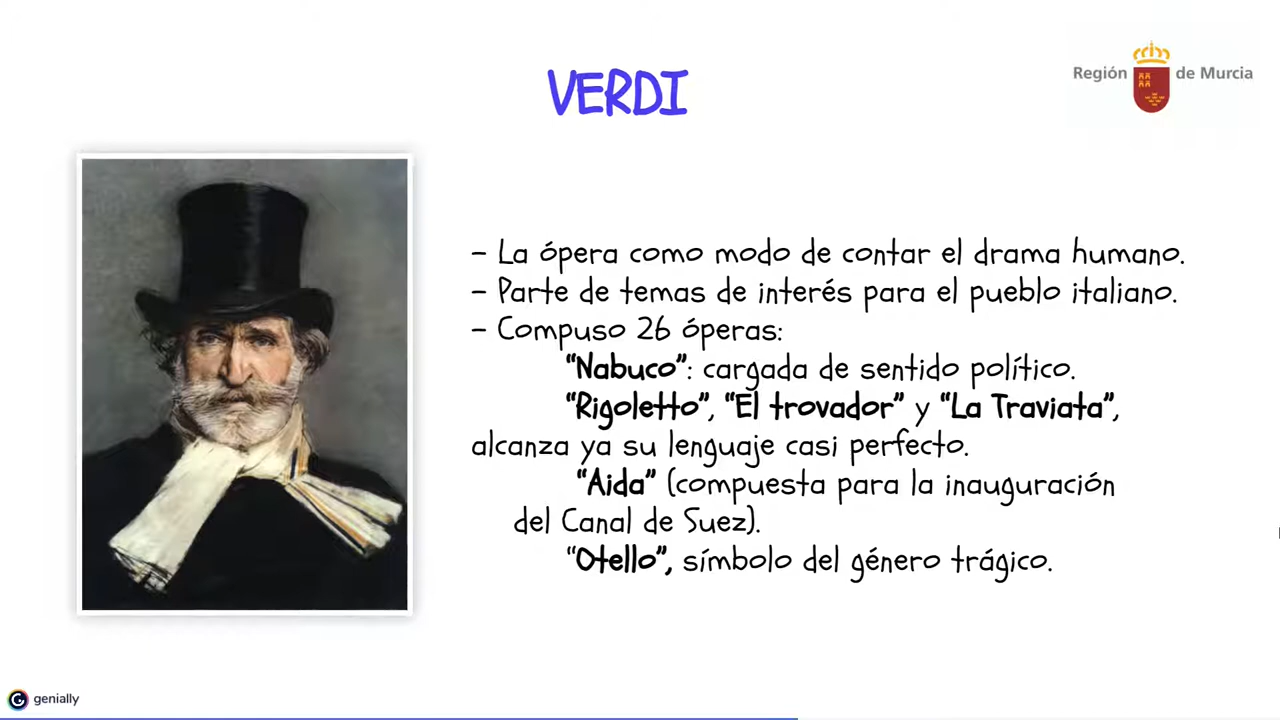 VERDI
Región de Murcia
- La ópera como modo de contar el drama humano.
- Parte de temas de interés para el pueblo italiano.
- Compuso 26 óperas:
“Nabuco”: cargada de sentido político.
“Rigoletto”, “El trovador” y “La Traviata”,
alcanza ya su lenguaje casi perfecto.
“Aida” (compuesta para la inauguración
del Canal de Suez).
“Otello”, símbolo del género trágico.
genially